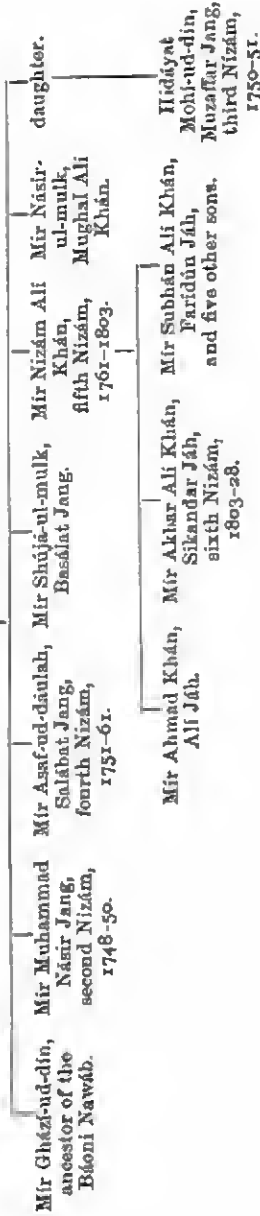 Mír Gházi-ud-dín,
ancestor of the
Báoni Nawáb.
Mír Muhammad
Násir Jang,
second Nizám,
1748-50.
Mír Asaf-ud-daulah,
Salábat Jang,
fourth Nizám,
1751-61.
Mír Shújá-ul-mulk,
Basálat Jang.
Mír Nizám Alí
Khán,
fifth Nizám,
1761-1803.
Mír Násir-
ul-mulk,
Mughal Alí
Khán.
daughter.
Mír Ahmad Khán,
Alí Jáh.
Mír Akbar Alí Khán,
Sikandar Jáh,
sixth Nizám,
1803-28.
Mír Subhán Alí Khán,
Farídún Jáh,
and five other sons.
Hidáyat
Mohi-ud-din,
Muzaffar Jang,
third Nizám,
1750-51.